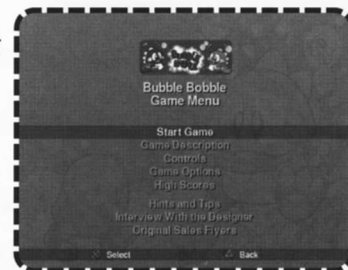 Bubble Bobble
Game Menu
Start Game
Game Description
Controls
Game Options
High Scores
Hints and Tips
Interview With the Designer
Original Sales Flyers
Select
Back